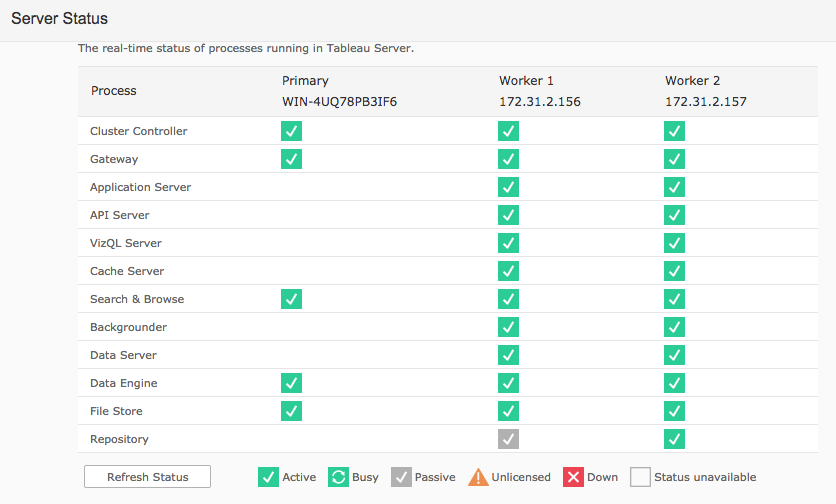 Server Status
The real-time status of processes running in Tableau Server.
Process Primary Worker 1 Worker 2
WIN-4UQ78PB3IF6 172.31.2.156 172.31.2.157
Cluster Controller
Gateway
Application Server
API Server
VizQL Server
Cache Server
Search & Browse
Backgrounder
Data Server
Data Engine
File Store
Repository
Refresh Status Active Busy Passive Unlicensed Down Status unavailable